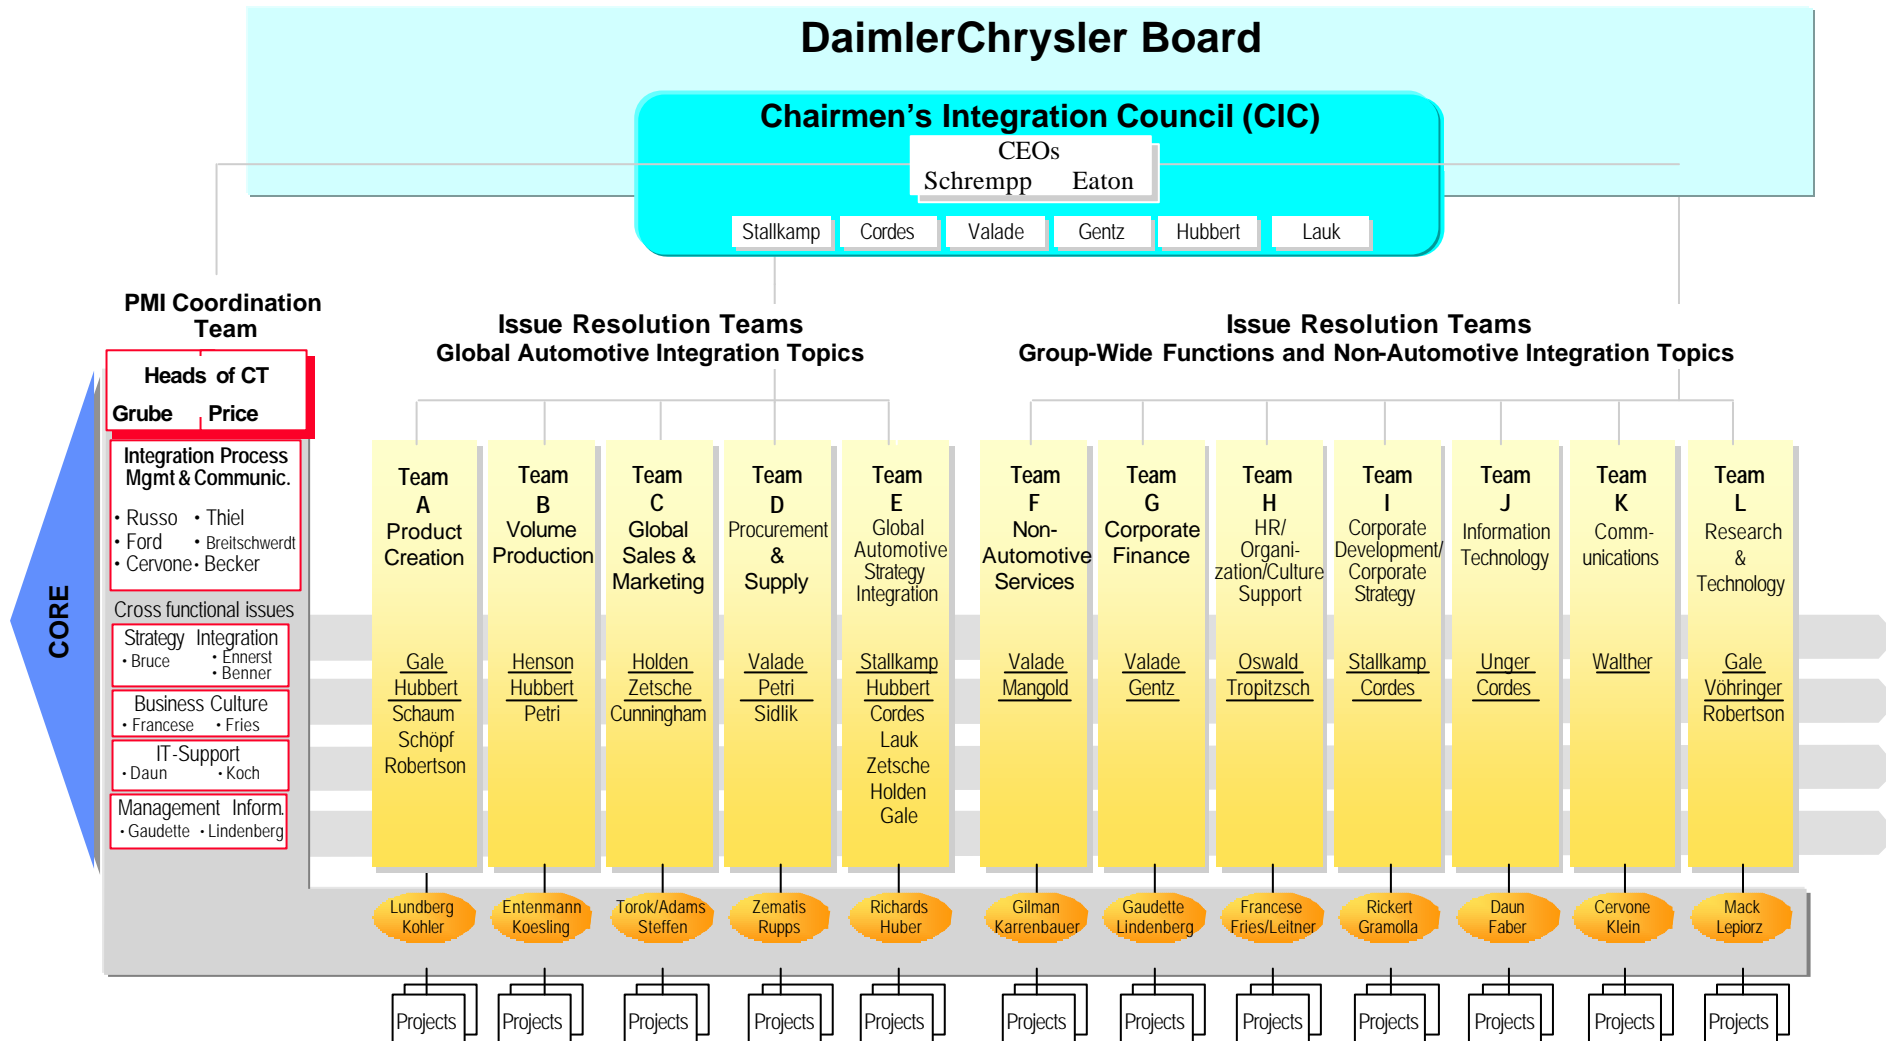 DaimlerChrysler Board
Chairmen’s Integration Council (CIC)
CEOs
Schrempp Eaton
Stallkamp Cordes Valade Gentz Hubbert Lauk
PMI Coordination
Team
Issue Resolution Teams
Global Automotive Integration Topics
Issue Resolution Teams
Group-Wide Functions and Non-Automotive Integration Topics
CORE
Heads of CT
Grube Price
Integration Process
Mgmt & Communic.
• Russo • Thiel
• Ford • Breitschwerdt
• Cervone • Becker
Cross functional issues
Strategy Integration
• Bruce • Ennerst
• Benner
Business Culture
• Francese • Fries
IT-Support
• Daun • Koch
Management Inform.
• Gaudette • Lindenberg
Team
A
Product
Creation
Gale
Hubbert
Schaum
Schöpf
Robertson
Team
B
Volume
Production
Henson
Hubbert
Petri
Team
C
Global
Sales &
Marketing
Holden
Zetsche
Cunningham
Team
D
Procurement
&
Supply
Valade
Petri
Sidlik
Team
E
Global
Automotive
Strategy
Integration
Stallkamp
Hubbert
Cordes
Lauk
Zetsche
Holden
Gale
Team
F
Non-
Automotive
Services
Valade
Mangold
Team
G
Corporate
Finance
Valade
Gentz
Team
H
HR/
Organi-
zation/Culture
Support
Oswald
Tropitzsch
Team
I
Corporate
Development/
Corporate
Strategy
Stallkamp
Cordes
Team
J
Information
Technology
Unger
Cordes
Team
K
Comm-
unications
Walther
Team
L
Research
&
Technology
Gale
Vöhringer
Robertson
Lundberg
Kohler
Entenmann
Koesling
Torok/Adams
Steffen
Zematis
Rupps
Richards
Huber
Gilman
Karrenbauer
Gaudette
Lindenberg
Francese
Fries/Leitner
Rickert
Gramolla
Daun
Faber
Cervone
Klein
Mack
Lepiorz
Projects Projects Projects Projects Projects Projects Projects Projects Projects Projects Projects Projects